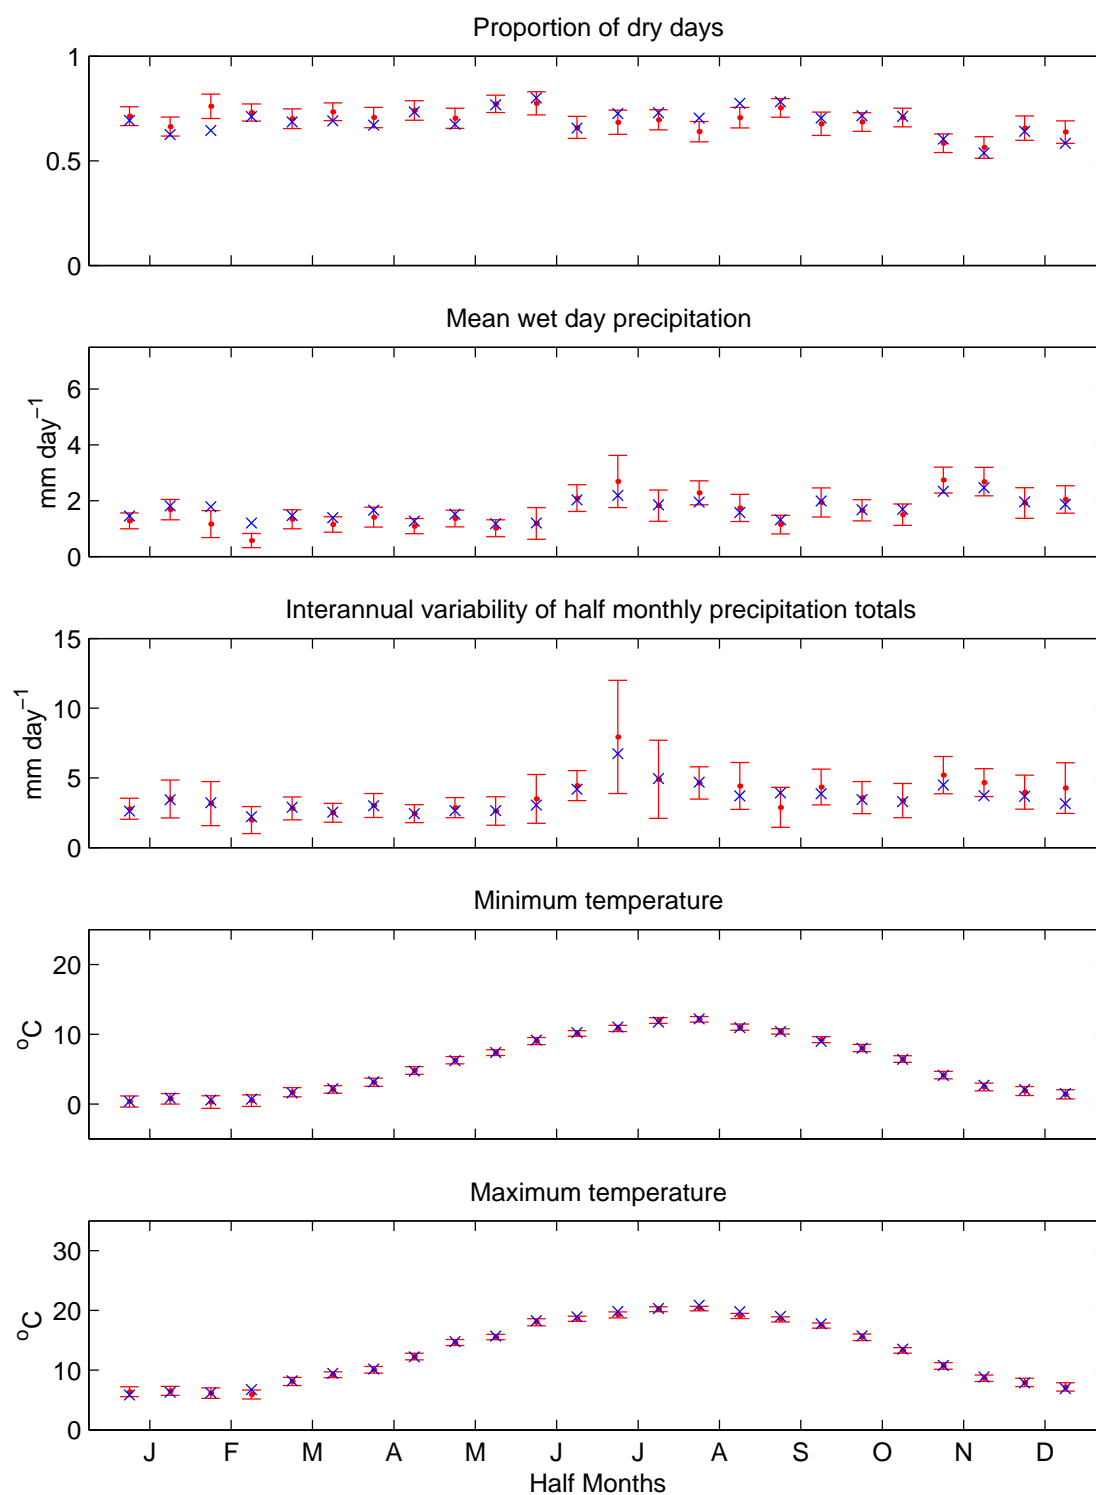 Proportion of dry days
1
0.5
0
Mean wet day precipitation
6
4
2
0
mm day⁻¹
Interannual variability of half monthly precipitation totals
15
10
5
0
mm day⁻¹
Minimum temperature
20
10
0
°C
Maximum temperature
30
20
10
0
°C
J F M A M J J A S O N D
Half Months